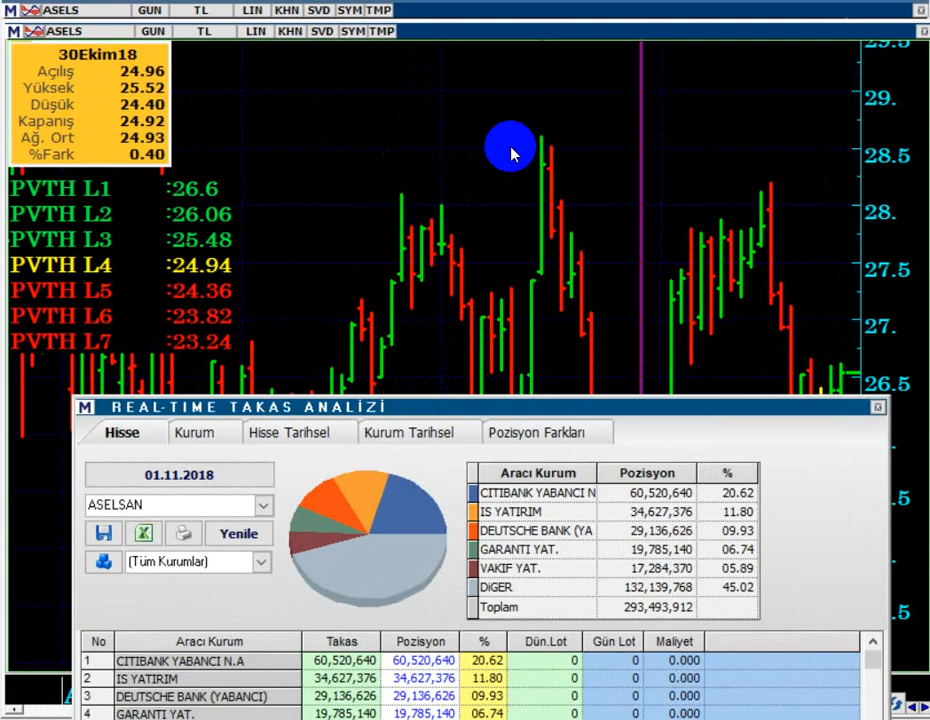 M ASELS GUN TL LIN KHN SVD SYM TMP
M ASELS GUN TL LIN KHN SVD SYM TMP
30Ekim18
Açılış 24.96
Yüksek 25.52
Düşük 24.40
Kapanış 24.92
Ağ. Ort 24.93
%Fark 0.40
PVTH L1 :26.6
PVTH L2 :26.06
PVTH L3 :25.48
PVTH L4 :24.94
PVTH L5 :24.36
PVTH L6 :23.82
PVTH L7 :23.24
29.5
29.
28.5
28.
27.5
27.
26.5
M REAL-TIME TAKAS ANALİZİ
Hisse Kurum Hisse Tarihsel Kurum Tarihsel Pozisyon Farkları
01.11.2018
ASELSAN
Yenile
(Tüm Kurumlar)
Aracı Kurum Pozisyon %
CITIBANK YABANCI N 60,520,640 20.62
IS YATIRIM 34,627,376 11.80
DEUTSCHE BANK (YA 29,136,626 09.93
GARANTI YAT. 19,785,140 06.74
VAKIF YAT. 17,284,370 05.89
DiGER 132,139,768 45.02
Toplam 293,493,912
No Aracı Kurum Takas Pozisyon % Dün.Lot Gün Lot Maliyet
1 CITIBANK YABANCI N.A 60,520,640 60,520,640 20.62 0 0 0.000
2 IS YATIRIM 34,627,376 34,627,376 11.80 0 0 0.000
3 DEUTSCHE BANK (YABANCI) 29,136,626 29,136,626 09.93 0 0 0.000
4 GARANTI YAT. 19,785,140 19,785,140 06.74 0 0 0.000